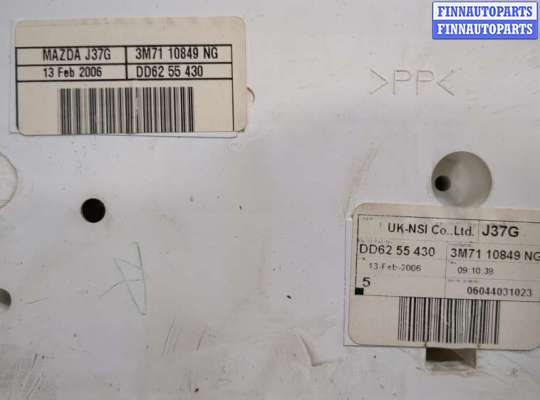 FINNAUTOPARTS
FINNAUTOPARTS
MAZDA J37G 3M71 10849 NG
13 Feb 2006 DD62 55 430
>PP<
UK-NSI Co.,Ltd. J37G
DD62 55 430 3M71 10849 NG
13-Feb-2006 09.10.39
5 06044031023